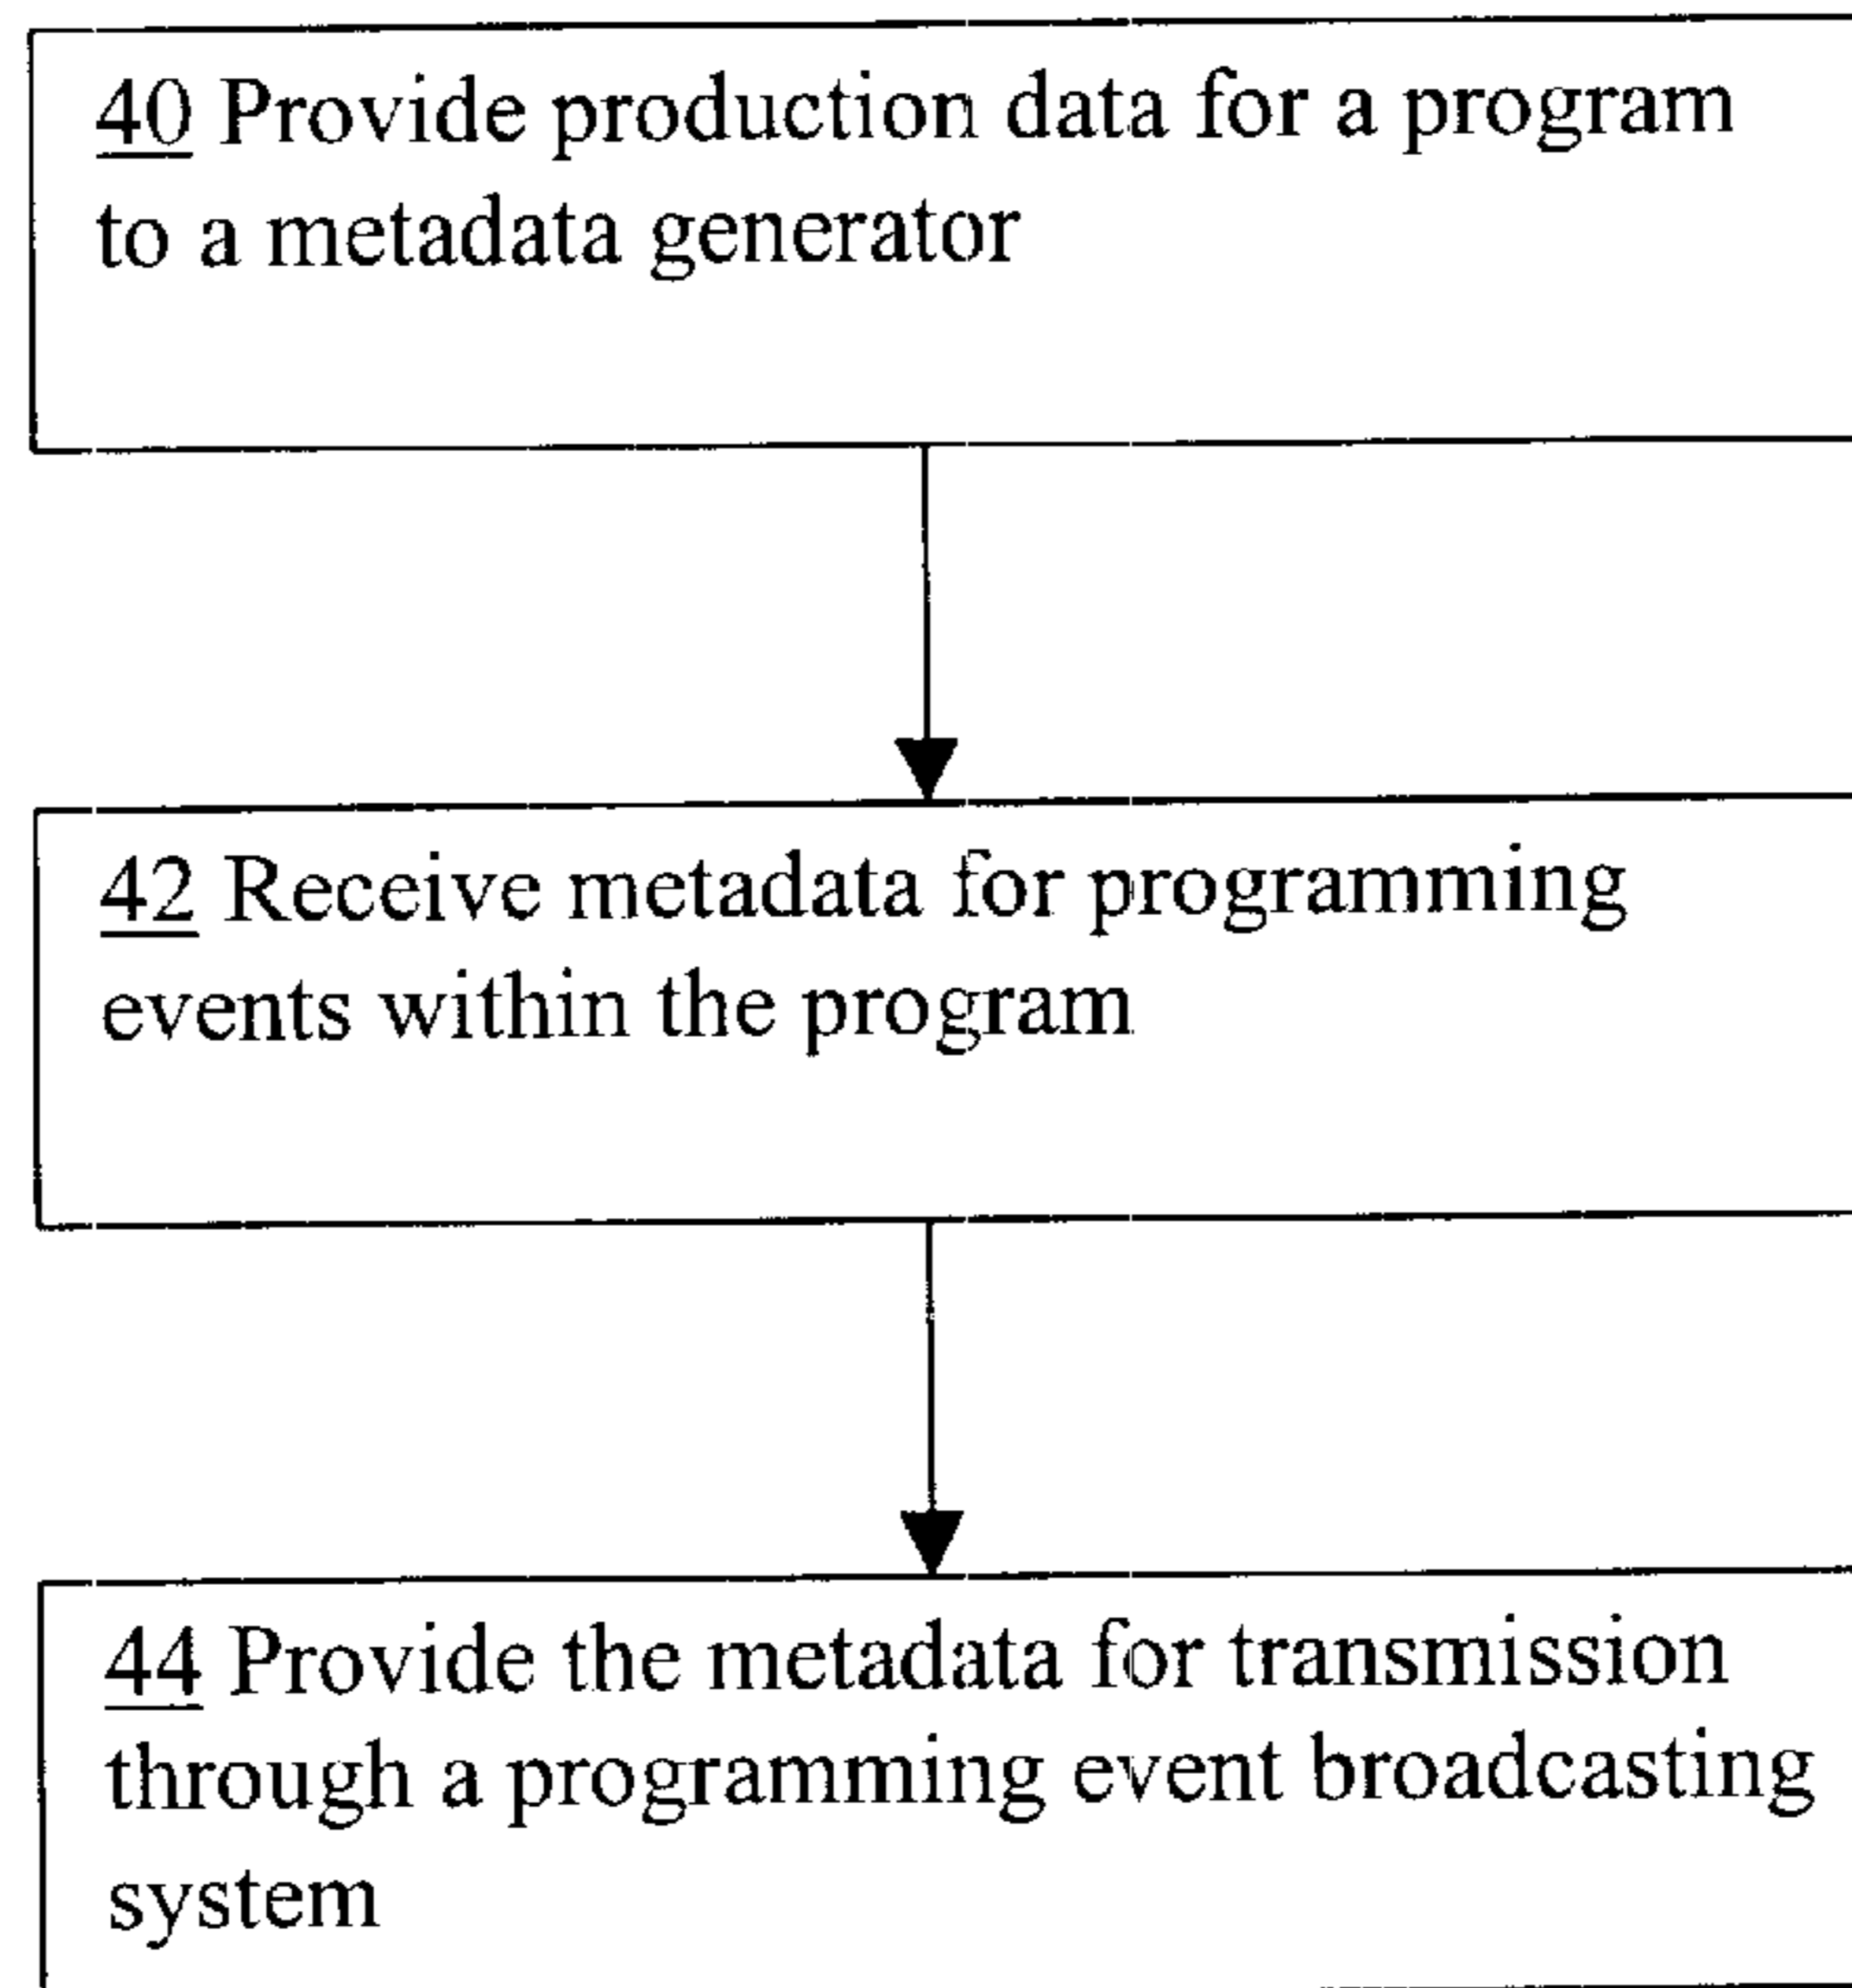 40 Provide production data for a program
to a metadata generator
42 Receive metadata for programming
events within the program
44 Provide the metadata for transmission
through a programming event broadcasting
system